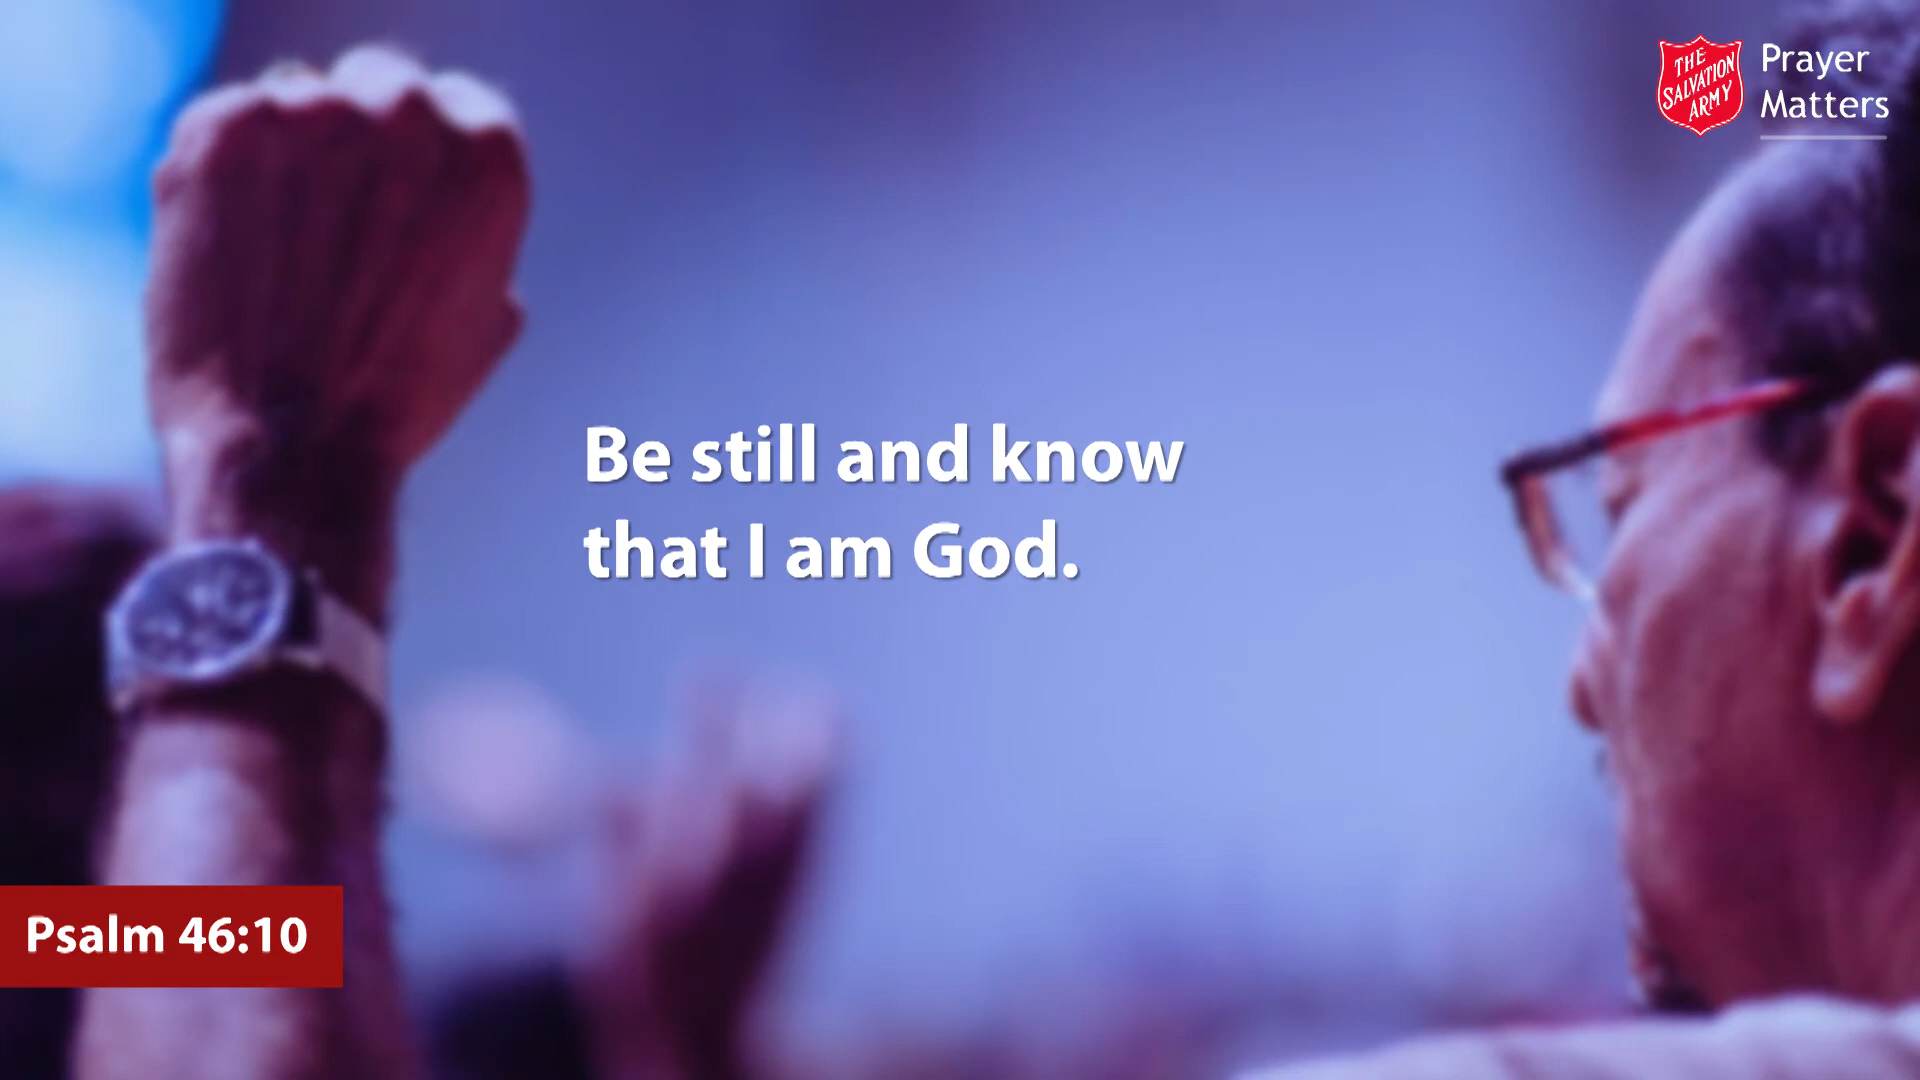 THE
SALVATION
ARMY
Prayer
Matters
Be still and know
that I am God.
Psalm 46:10